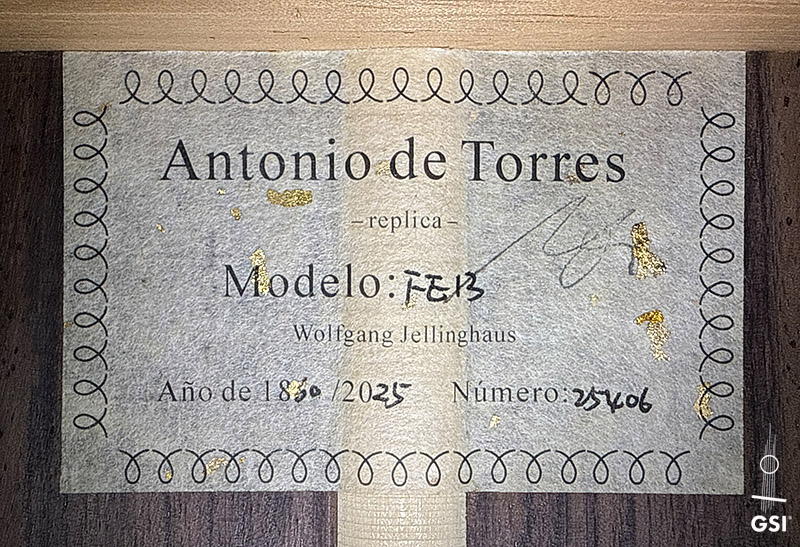 Antonio de Torres
–replica–
Modelo: FE13
Wolfgang Jellinghaus
Año de 1860 /2025 Número: 25406
GSI